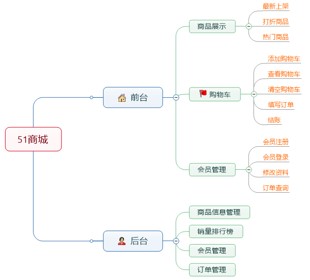 51商城
前台
商品展示
最新上架
打折商品
热门商品
购物车
添加购物车
查看购物车
清空购物车
填写订单
结账
会员管理
会员注册
会员登录
修改资料
订单查询
后台
商品信息管理
销量排行榜
会员管理
订单管理